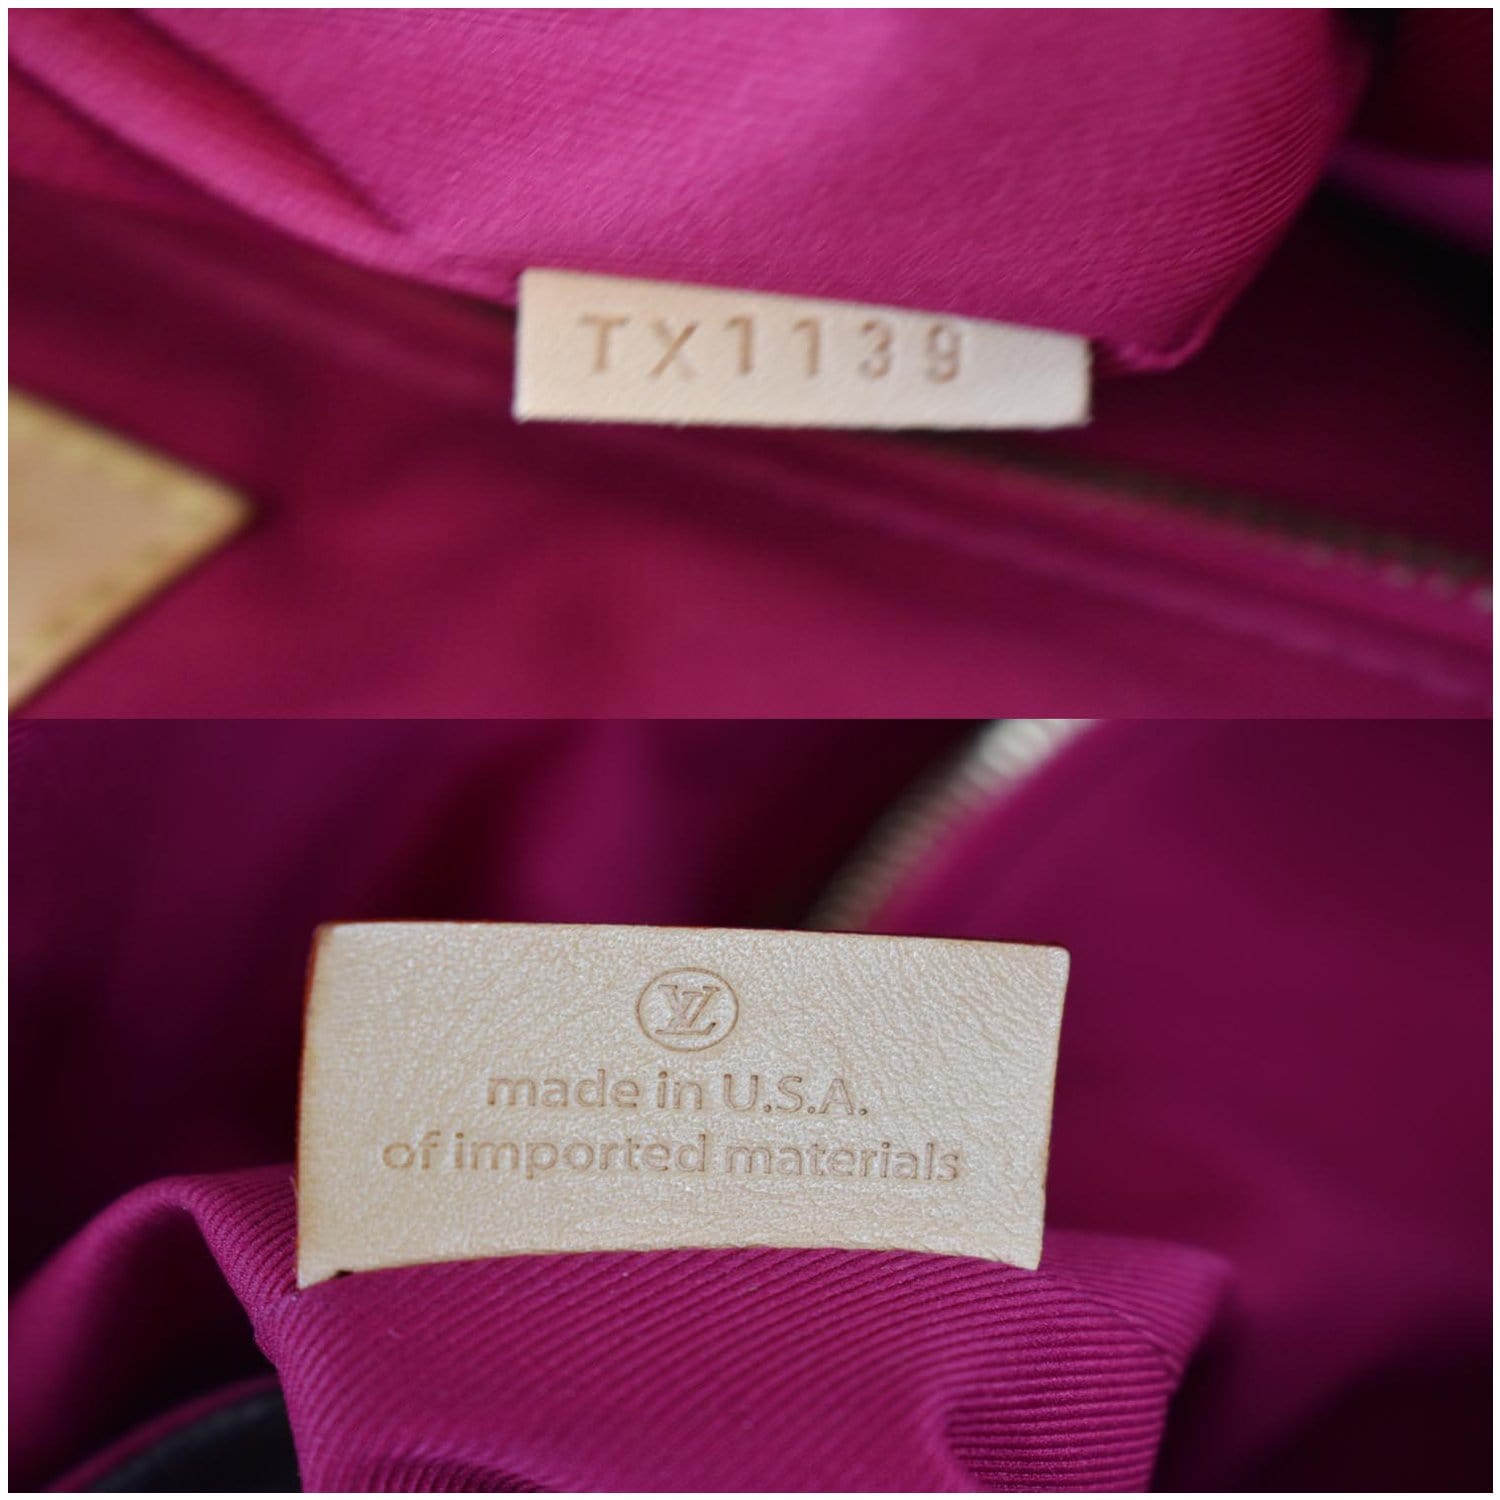 TX1139
LV
made in U.S.A.
of imported materials